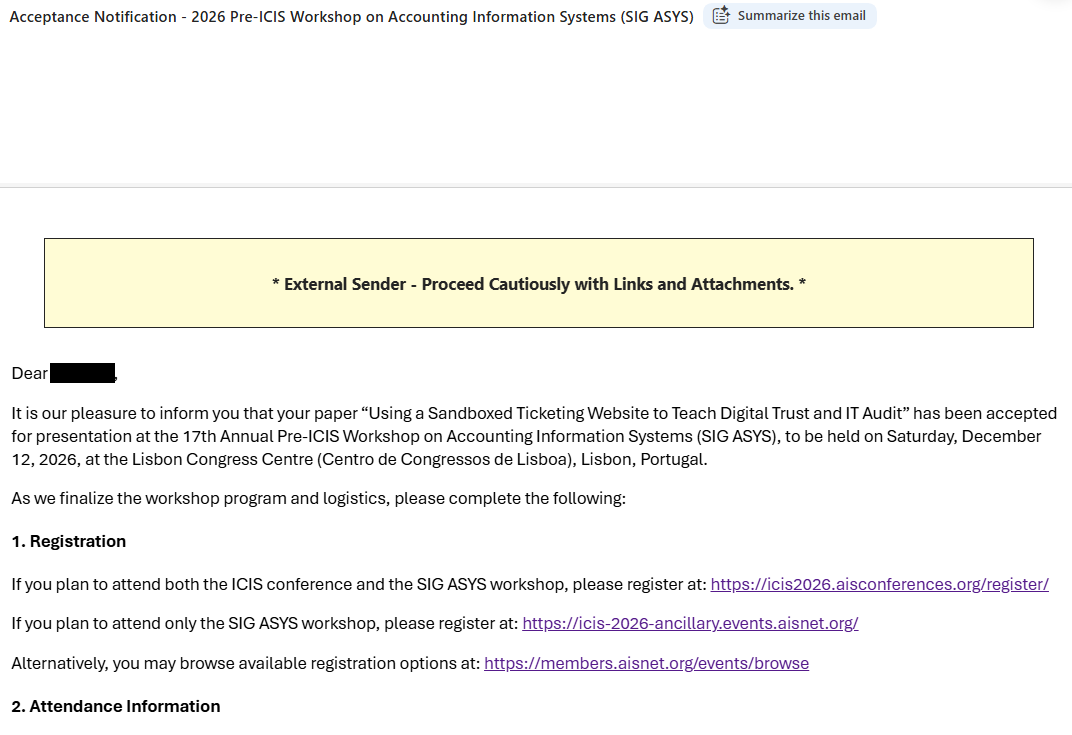 Acceptance Notification - 2026 Pre-ICIS Workshop on Accounting Information Systems (SIG ASYS) Summarize this email
* External Sender - Proceed Cautiously with Links and Attachments. *
Dear ,
It is our pleasure to inform you that your paper “Using a Sandboxed Ticketing Website to Teach Digital Trust and IT Audit” has been accepted
for presentation at the 17th Annual Pre-ICIS Workshop on Accounting Information Systems (SIG ASYS), to be held on Saturday, December
12, 2026, at the Lisbon Congress Centre (Centro de Congressos de Lisboa), Lisbon, Portugal.
As we finalize the workshop program and logistics, please complete the following:
1. Registration
If you plan to attend both the ICIS conference and the SIG ASYS workshop, please register at: https://icis2026.aisconferences.org/register/
If you plan to attend only the SIG ASYS workshop, please register at: https://icis-2026-ancillary.events.aisnet.org/
Alternatively, you may browse available registration options at: https://members.aisnet.org/events/browse
2. Attendance Information